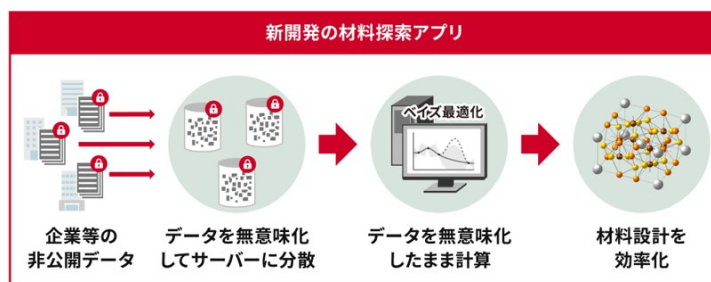 新開発の材料探索アプリ
ベイズ最適化
企業等の
非公開データ
データを無意味化
してサーバーに分散
データを無意味化
したまま計算
材料設計を
効率化